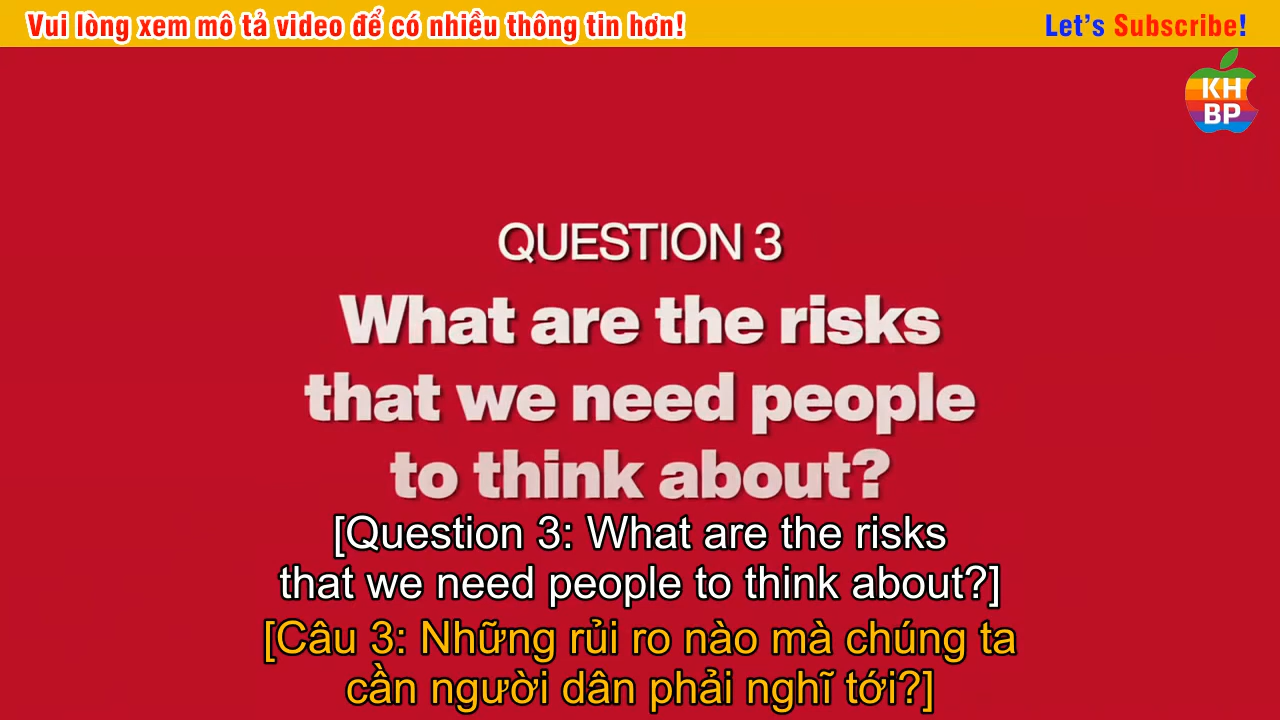 Vui lòng xem mô tả video để có nhiều thông tin hơn!
Let's Subscribe!
KH
BP
QUESTION 3
What are the risks
that we need people
to think about?
[Question 3: What are the risks
that we need people to think about?]
[Câu 3: Những rủi ro nào mà chúng ta
cần người dân phải nghĩ tới?]